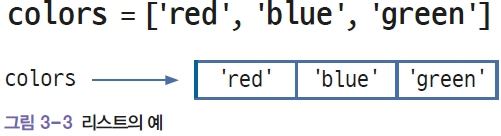 colors = ['red', 'blue', 'green']
colors 'red' 'blue' 'green'
그림 3-3 리스트의 예